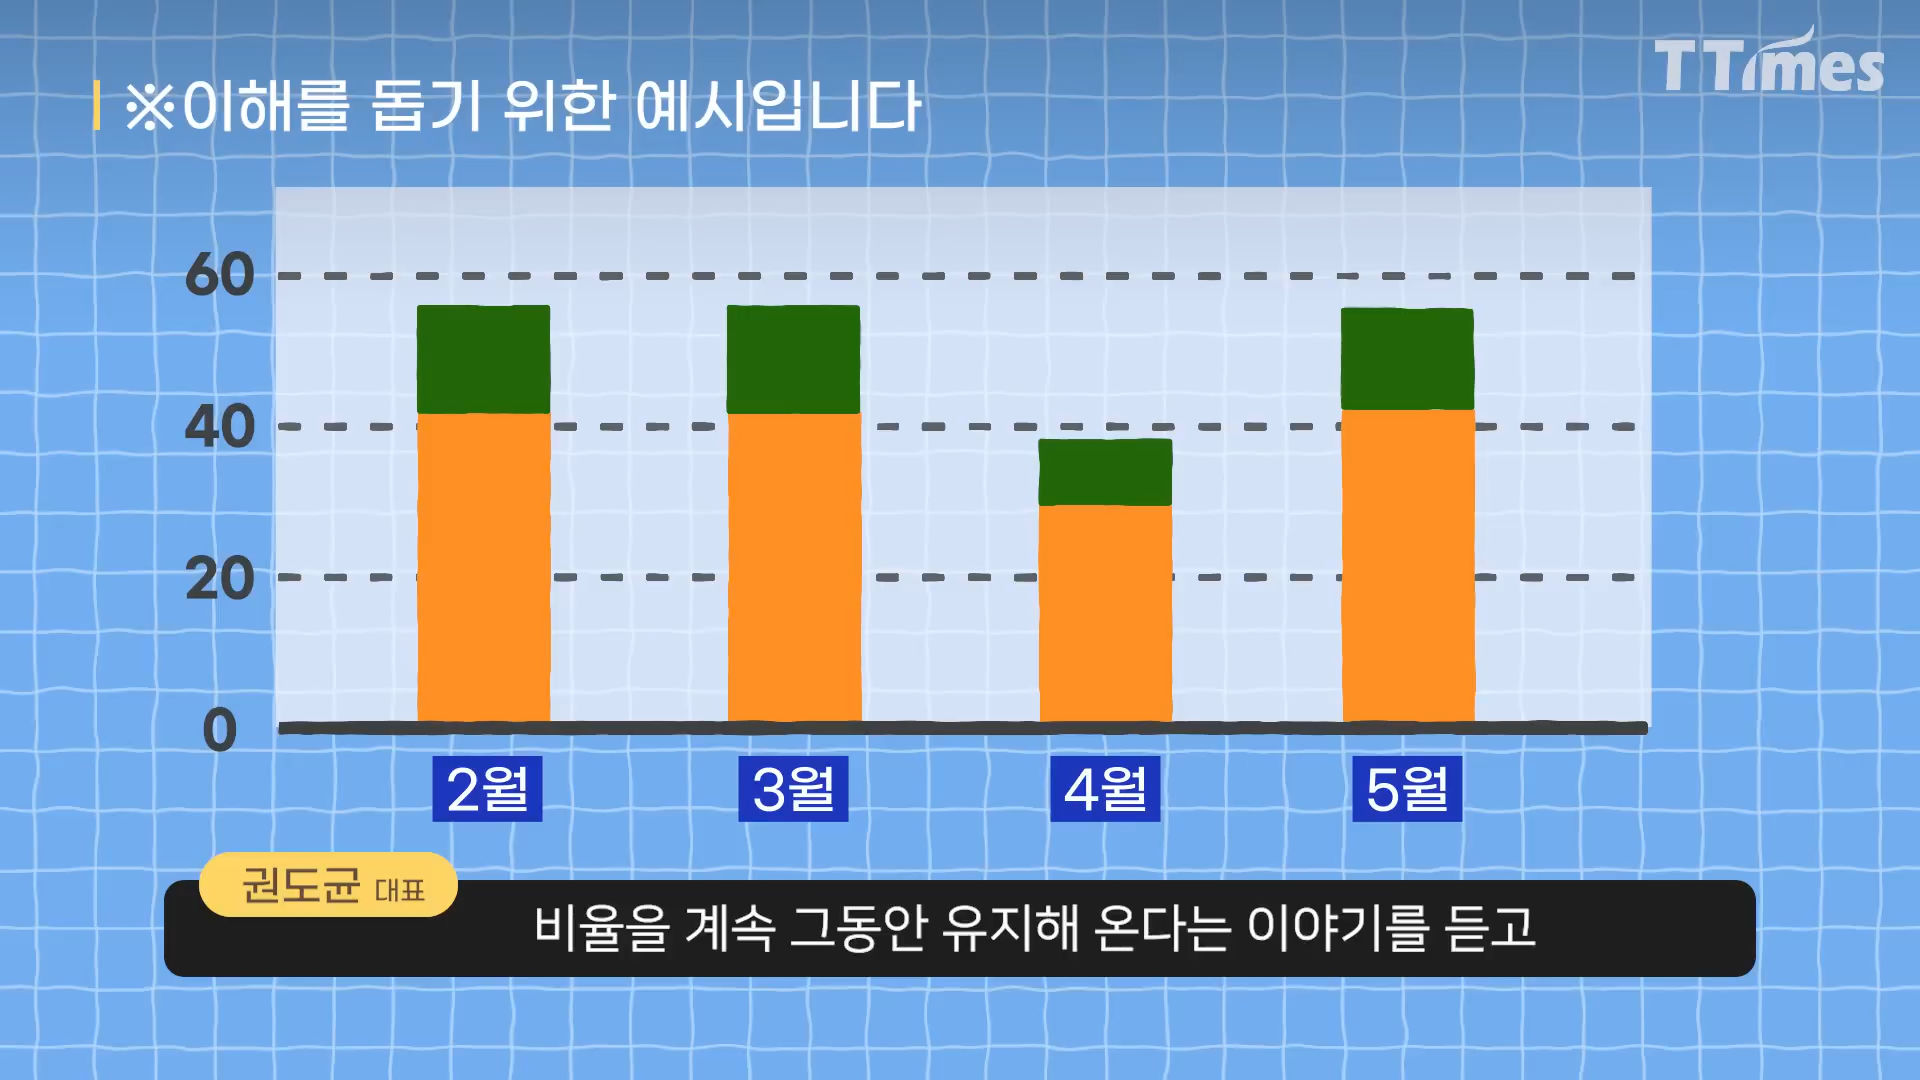 TTimes
※이해를 돕기 위한 예시입니다
60
40
20
0
2월 3월 4월 5월
권도균 대표
비율을 계속 그동안 유지해 온다는 이야기를 듣고